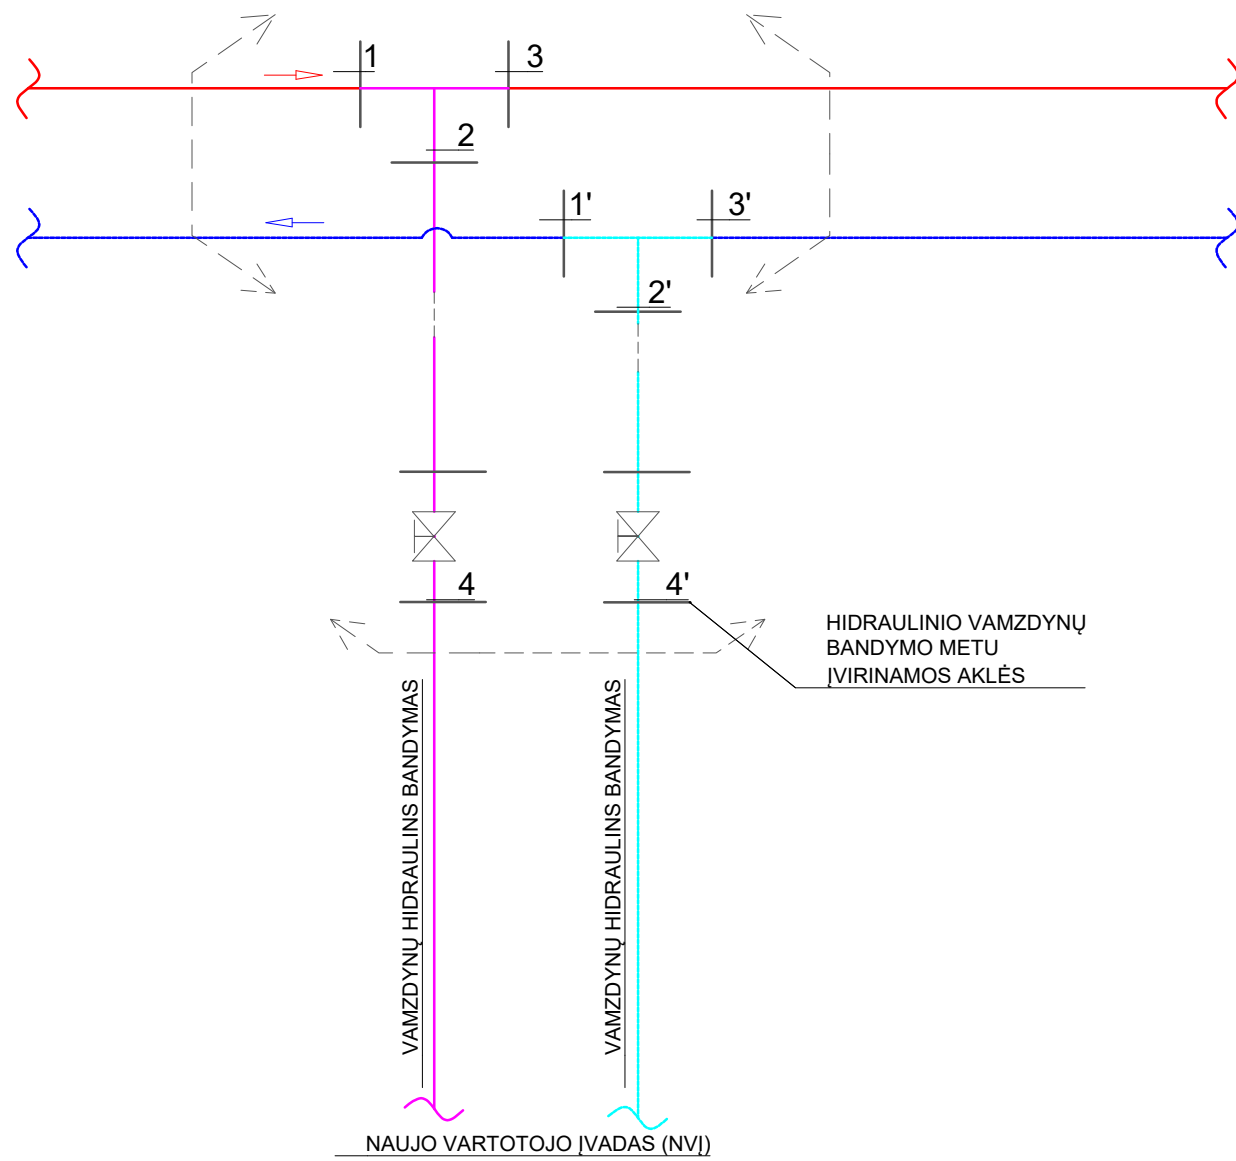 1
3
2
1'
3'
2'
4
4'
HIDRAULINIO VAMZDYNŲ
BANDYMO METU
ĮVIRINAMOS AKLĖS
VAMZDYNŲ HIDRAULINS BANDYMAS
VAMZDYNŲ HIDRAULINS BANDYMAS
NAUJO VARTOTOJO ĮVADAS (NVĮ)